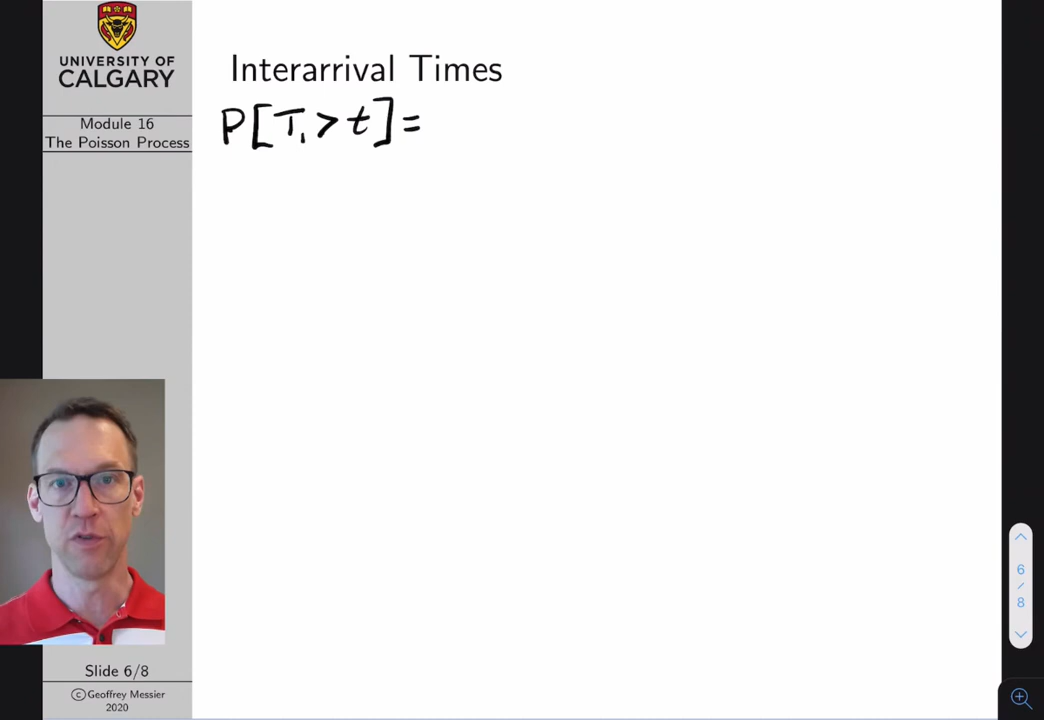 UNIVERSITY OF
CALGARY
Module 16
The Poisson Process
Interarrival Times
P[T₁ > t] =
6
/
8
Slide 6/8
©Geoffrey Messier
2020